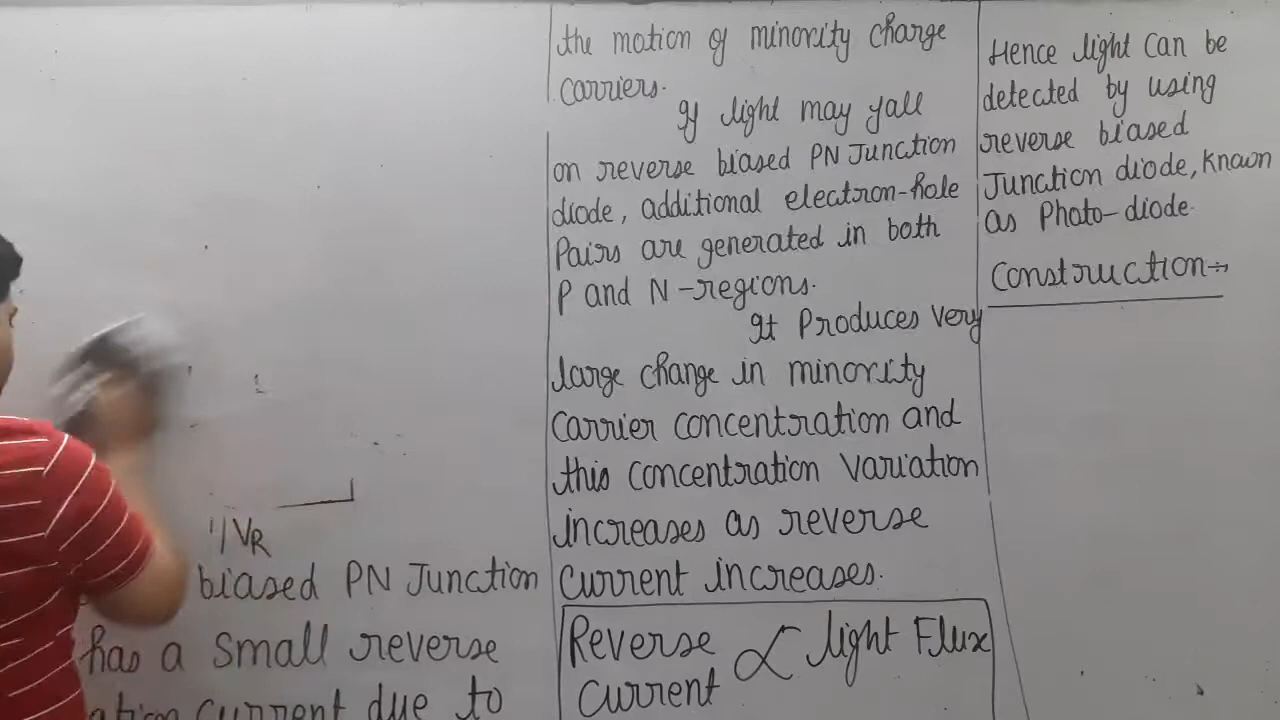 VR
biased PN Junction
has a small reverse
current due to
the motion of minority charge
carriers.
If light may fall
on reverse biased PN Junction
diode, additional electron-hole
Pairs are generated in both
P and N-regions.
It Produces very
large change in minority
carrier concentration and
this concentration variation
increases as reverse
current increases.
Reverse ∝ light Flux
current
Hence light can be
detected by using
reverse biased
Junction diode, known
as Photo-diode.
Construction÷